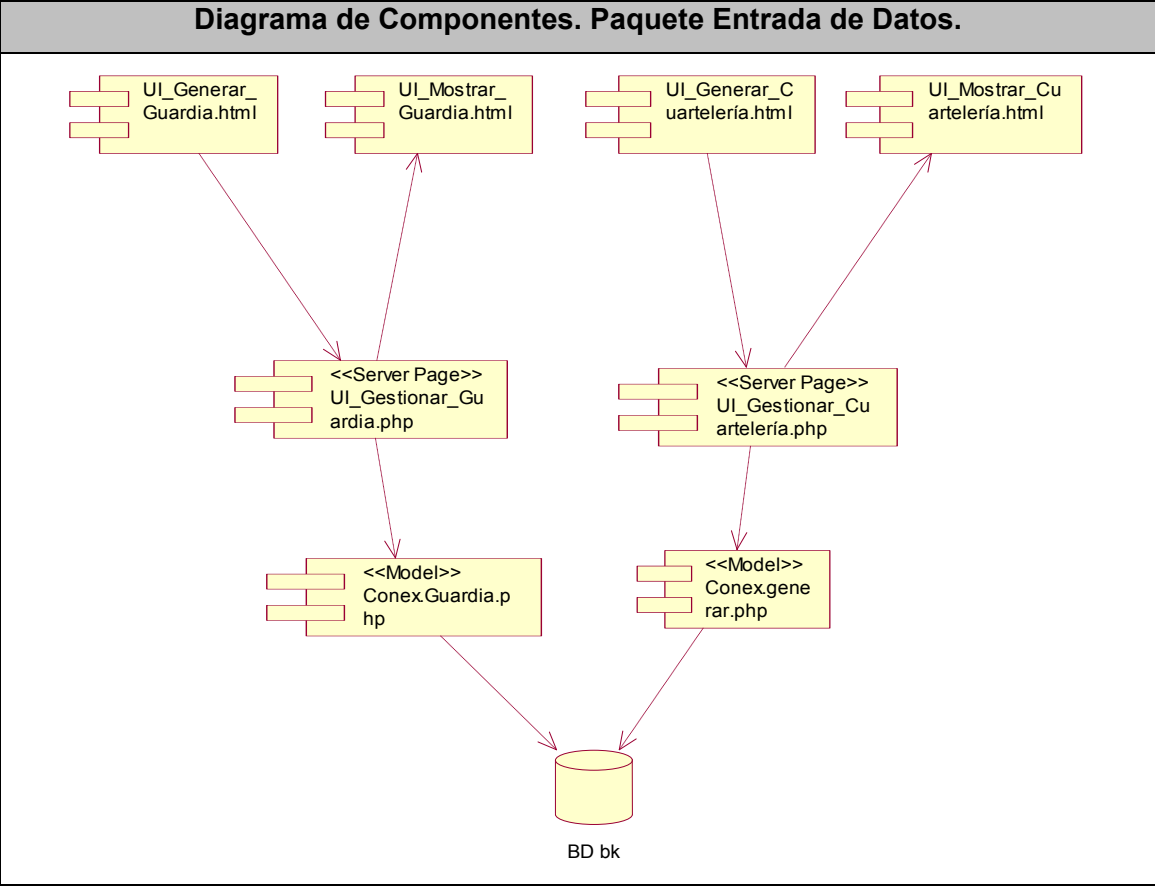 Diagrama de Componentes. Paquete Entrada de Datos.
UI_Generar_
Guardia.html
UI_Mostrar_
Guardia.html
UI_Generar_C
uartelería.html
UI_Mostrar_Cu
artelería.html
<<Server Page>>
UI_Gestionar_Gu
ardia.php
<<Server Page>>
UI_Gestionar_Cu
artelería.php
<<Model>>
Conex.Guardia.p
hp
<<Model>>
Conex.gene
rar.php
BD bk